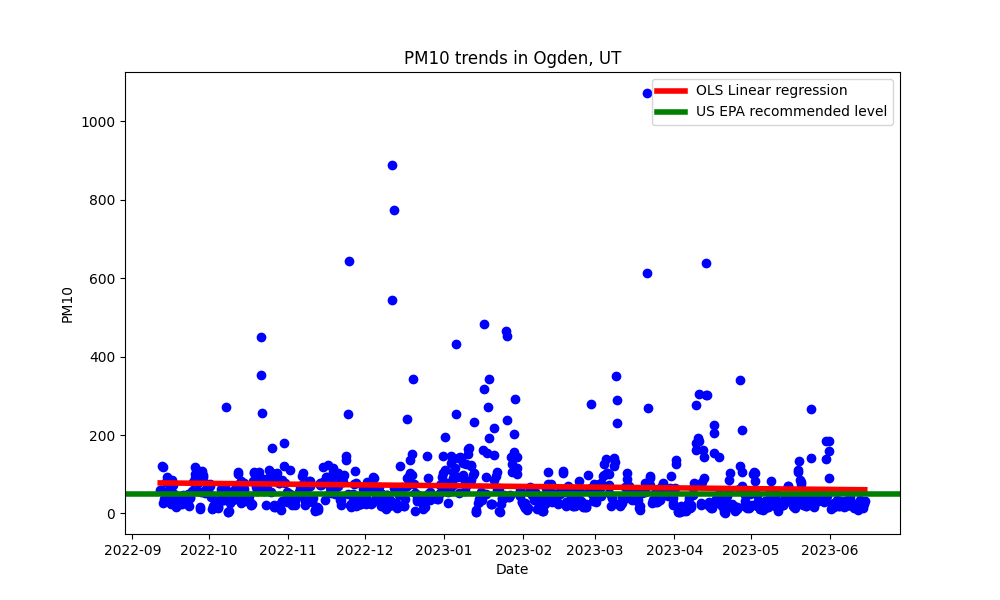 PM10 trends in Ogden, UT
OLS Linear regression
US EPA recommended level
1000
800
600
400
200
0
PM10
2022-09 2022-10 2022-11 2022-12 2023-01 2023-02 2023-03 2023-04 2023-05 2023-06
Date